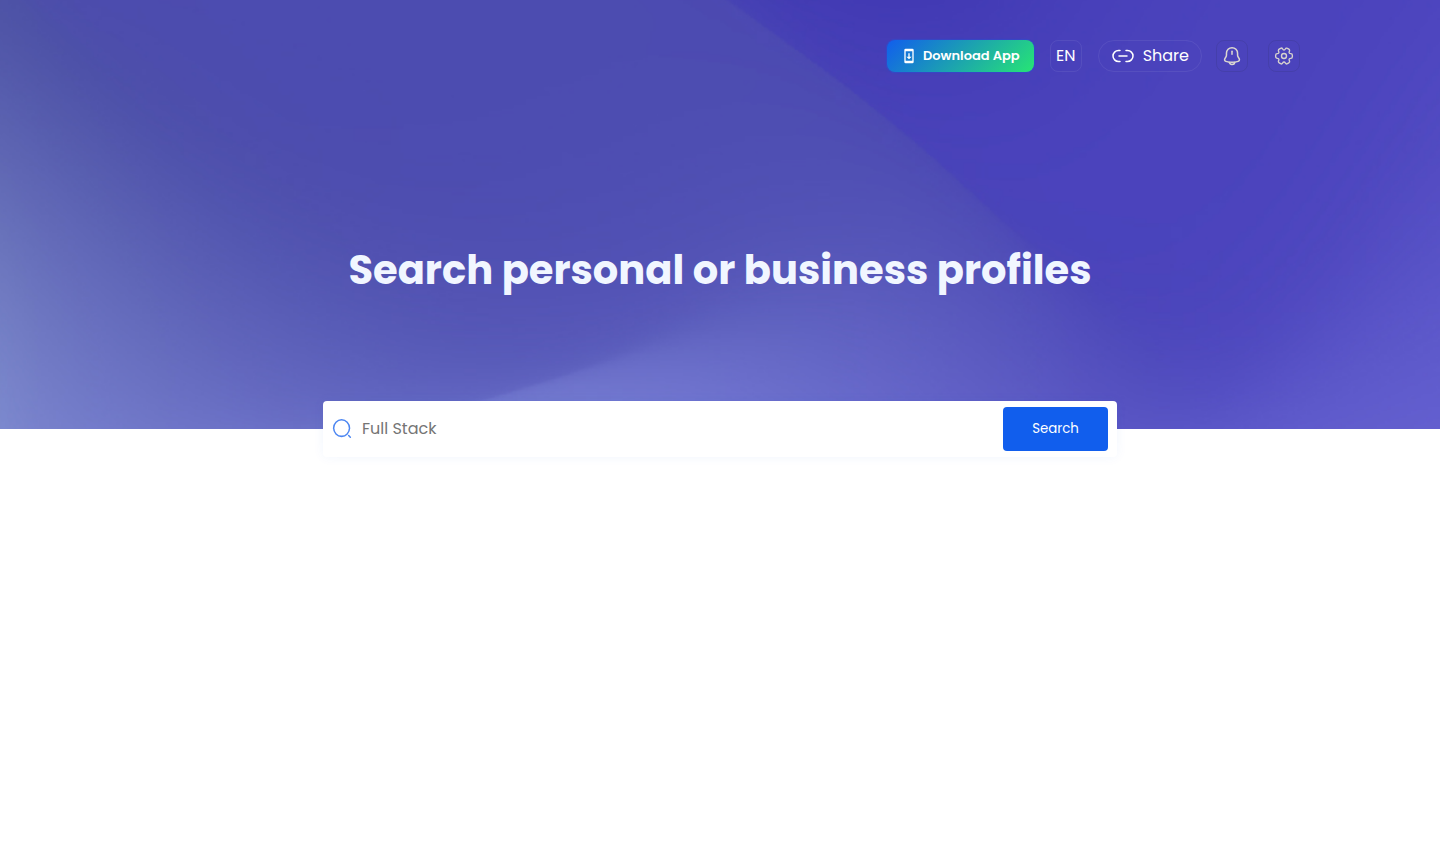 Download App
EN
Share
Search personal or business profiles
Full Stack
Search